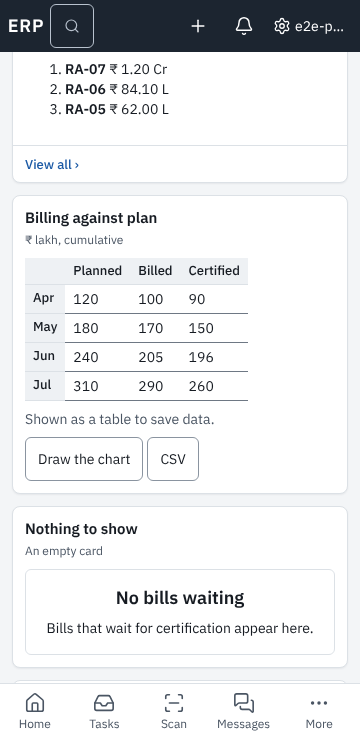 ERP
e2e-p...
1. RA-07 ₹ 1.20 Cr
2. RA-06 ₹ 84.10 L
3. RA-05 ₹ 62.00 L
View all ›
Billing against plan
₹ lakh, cumulative
Planned Billed Certified
Apr 120 100 90
May 180 170 150
Jun 240 205 196
Jul 310 290 260
Shown as a table to save data.
Draw the chart CSV
Nothing to show
An empty card
No bills waiting
Bills that wait for certification appear here.
Home Tasks Scan Messages More